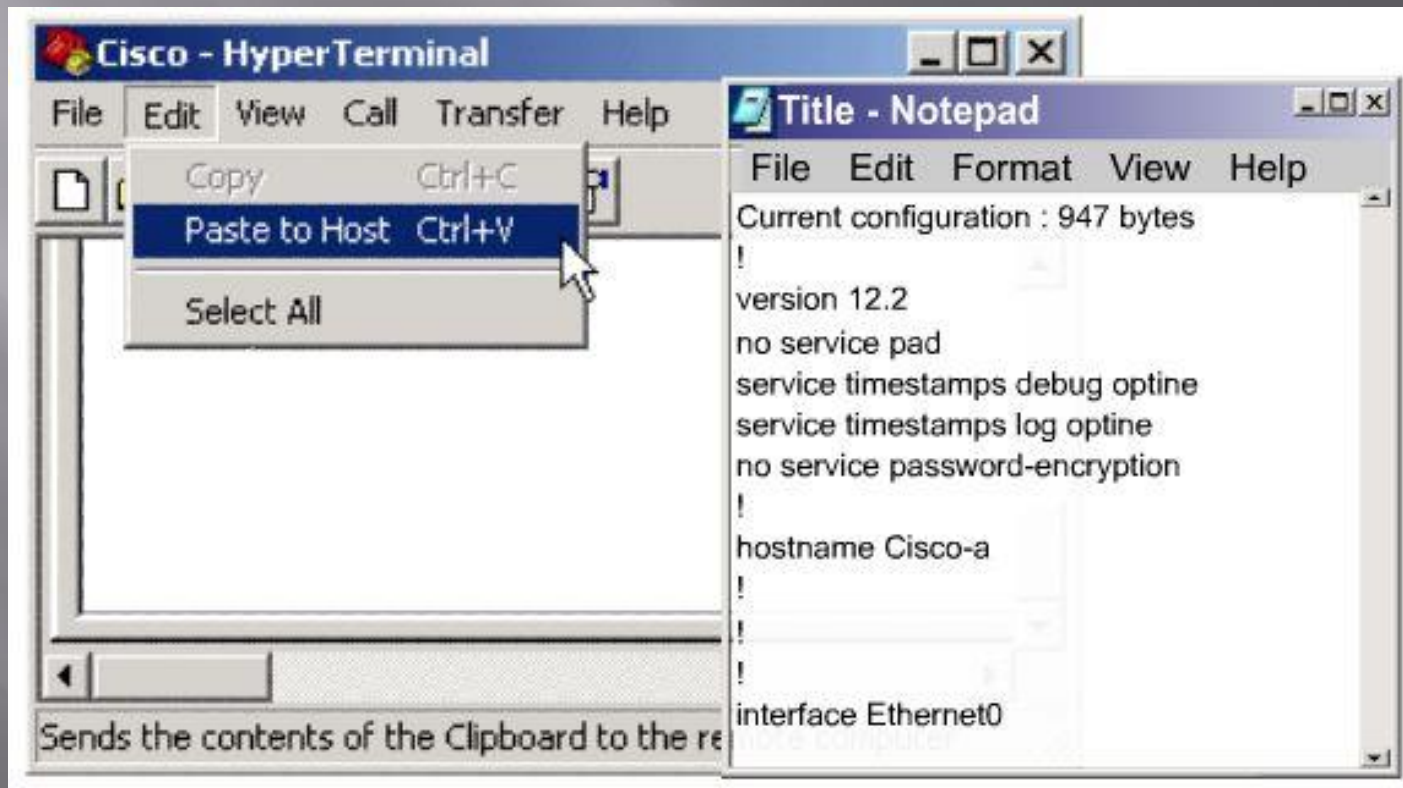 Cisco - HyperTerminal
File Edit View Call Transfer Help
Copy Ctrl+C
Paste to Host Ctrl+V
Select All
Sends the contents of the Clipboard to the remote computer
Title - Notepad
File Edit Format View Help
Current configuration : 947 bytes
!
version 12.2
no service pad
service timestamps debug optine
service timestamps log optine
no service password-encryption
!
hostname Cisco-a
!
!
!
interface Ethernet0